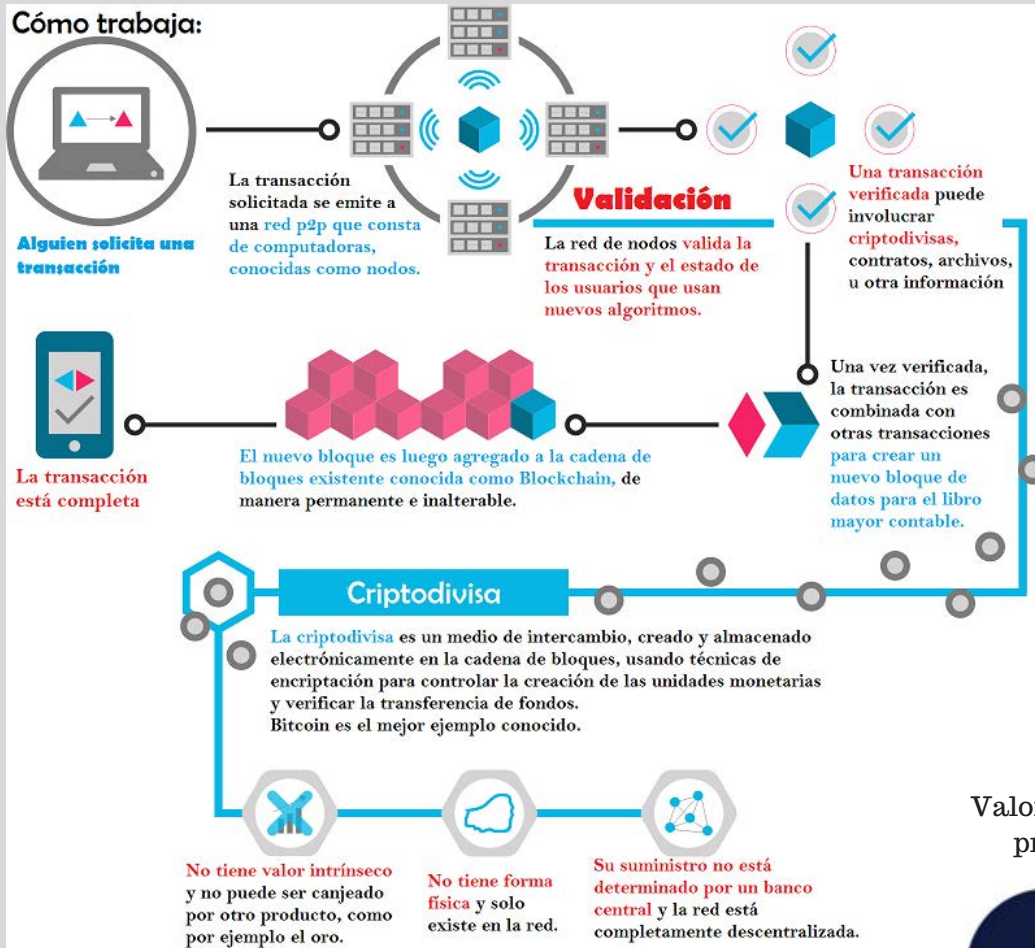 Cómo trabaja:
Alguien solicita una
transacción
La transacción
solicitada se emite a
una red p2p que consta
de computadoras,
conocidas como nodos.
Validación
La red de nodos valida la
transacción y el estado de
los usuarios que usan
nuevos algoritmos.
Una transacción
verificada puede
involucrar
criptodivisas,
contratos, archivos,
u otra información
Una vez verificada,
la transacción es
combinada con
otras transacciones
para crear un
nuevo bloque de
datos para el libro
mayor contable.
El nuevo bloque es luego agregado a la cadena de
bloques existente conocida como Blockchain, de
manera permanente e inalterable.
La transacción
está completa
Criptodivisa
La criptodivisa es un medio de intercambio, creado y almacenado
electrónicamente en la cadena de bloques, usando técnicas de
encriptación para controlar la creación de las unidades monetarias
y verificar la transferencia de fondos.
Bitcoin es el mejor ejemplo conocido.
No tiene valor intrínseco
y no puede ser canjeado
por otro producto, como
por ejemplo el oro.
No tiene forma
física y solo
existe en la red.
Su suministro no está
determinado por un banco
central y la red está
completamente descentralizada.